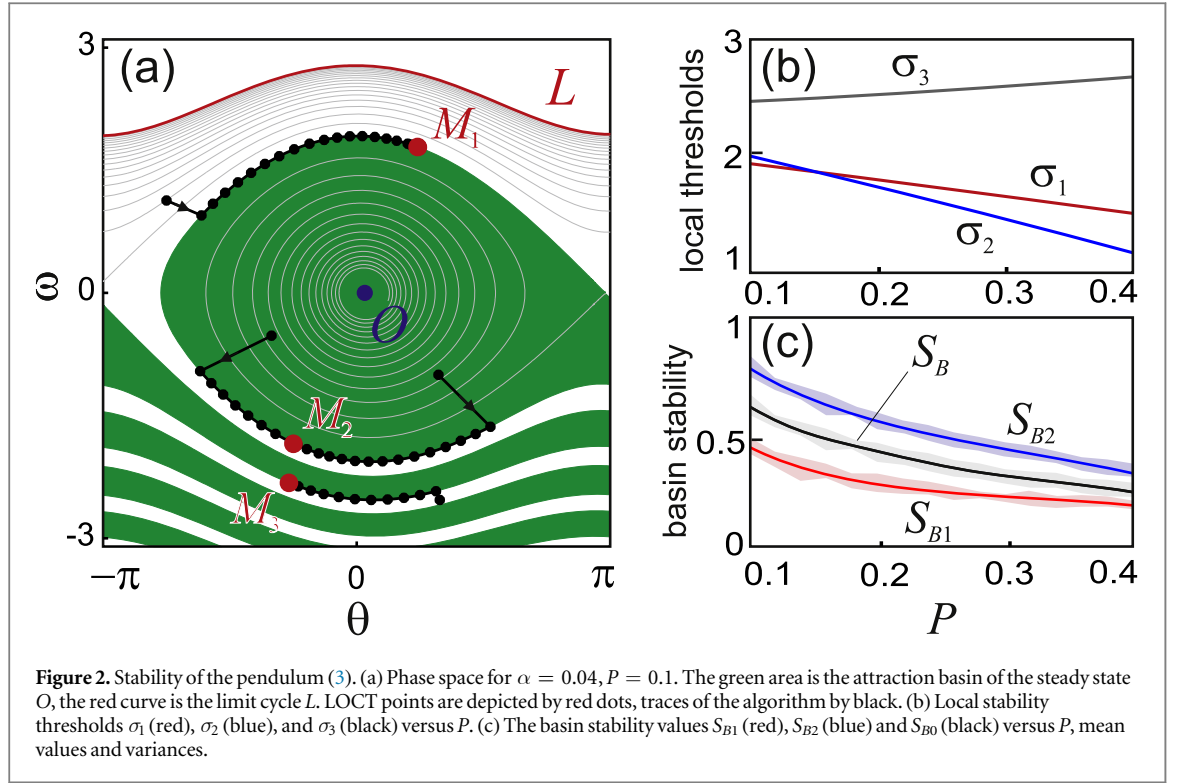 3
(a)
L
M1
ω
0
O
M2
M3
-3
−π
0
π
θ
3
(b)
σ3
local thresholds
2
σ1
σ2
1
0.1
0.2
0.3
0.4
1
(c)
SB
basin stability
0.5
SB2
SB1
0
0.1
0.2
0.3
0.4
P
Figure 2. Stability of the pendulum (3). (a) Phase space for α = 0.04, P = 0.1. The green area is the attraction basin of the steady state
O, the red curve is the limit cycle L. LOCT points are depicted by red dots, traces of the algorithm by black. (b) Local stability
thresholds σ1 (red), σ2 (blue), and σ3 (black) versus P. (c) The basin stability values SB1 (red), SB2 (blue) and SB0 (black) versus P, mean
values and variances.